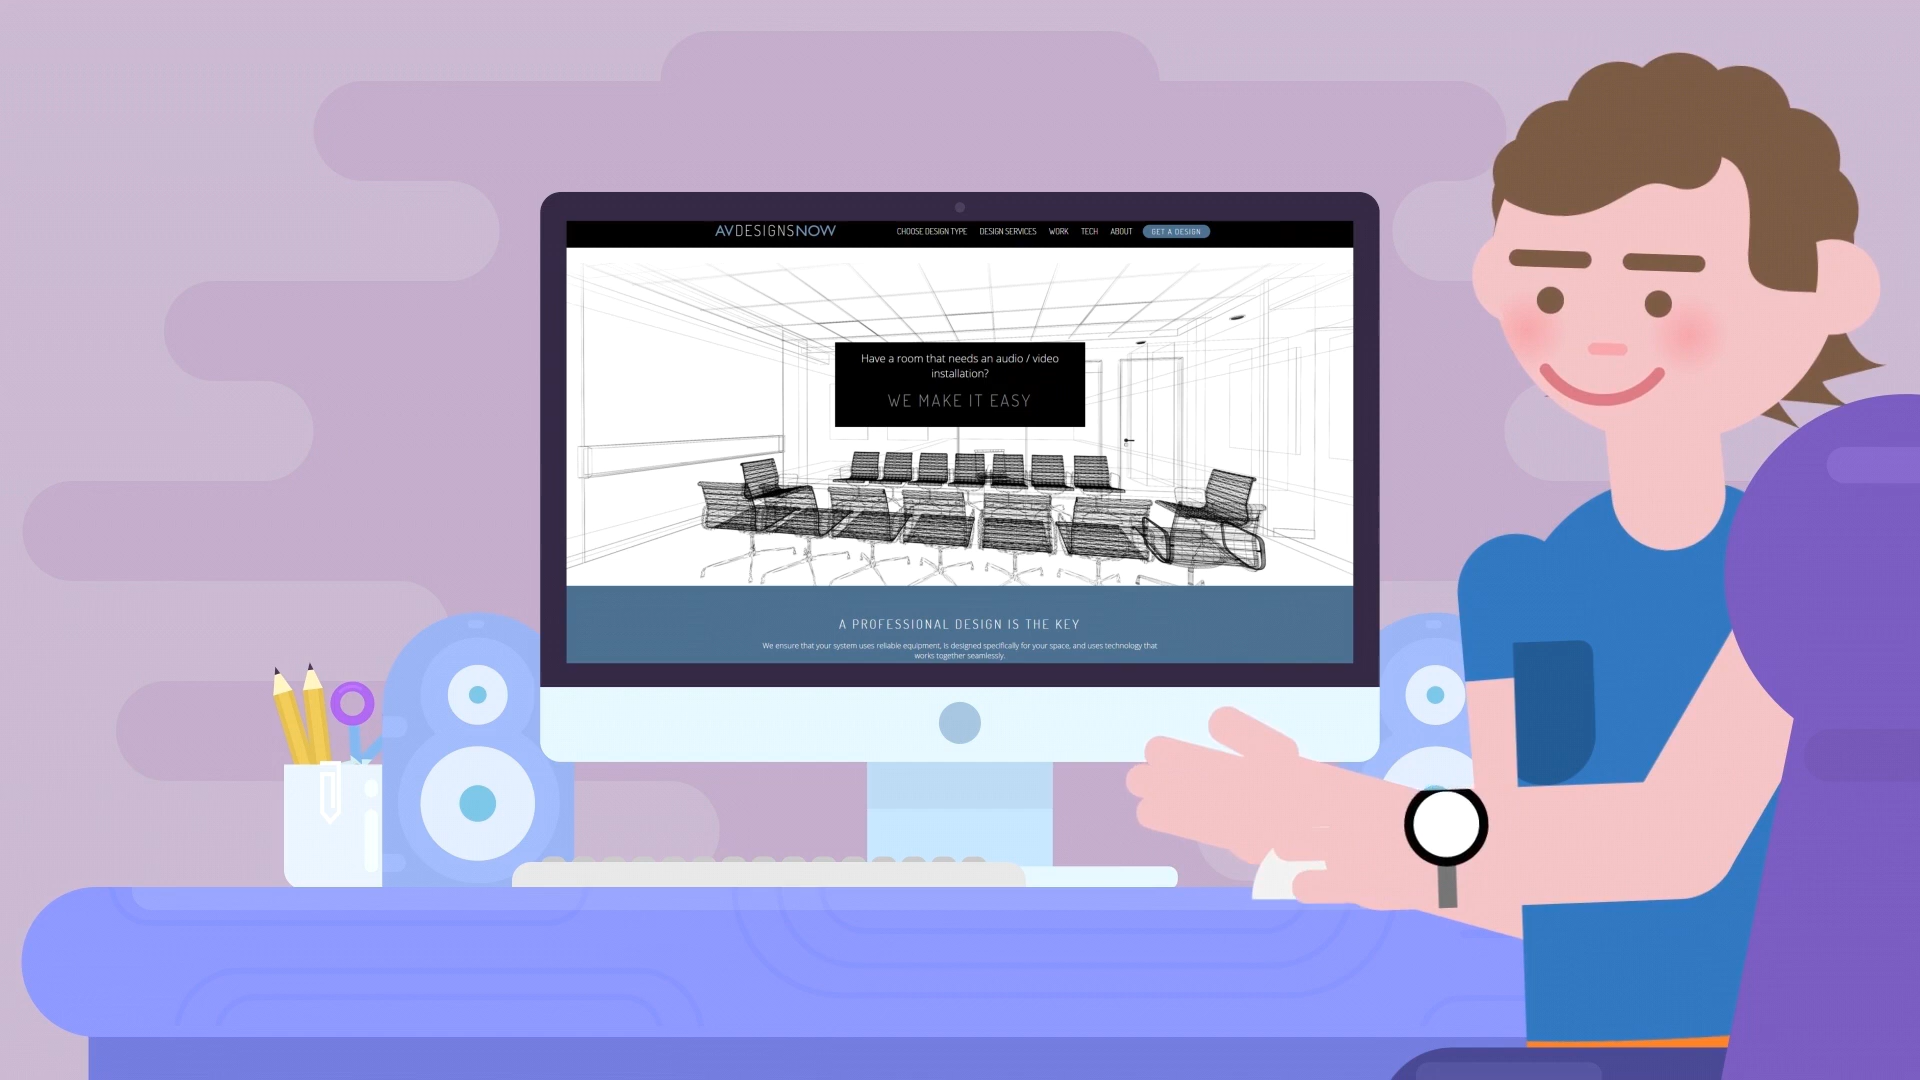 AVDESIGNSNOW
CHOOSE DESIGN TYPE DESIGN SERVICES WORK TECH ABOUT GET A DESIGN
Have a room that needs an audio / video
installation?
WE MAKE IT EASY
A PROFESSIONAL DESIGN IS THE KEY
We ensure that your system uses reliable equipment, is designed specifically for your space, and uses technology that
works together seamlessly.